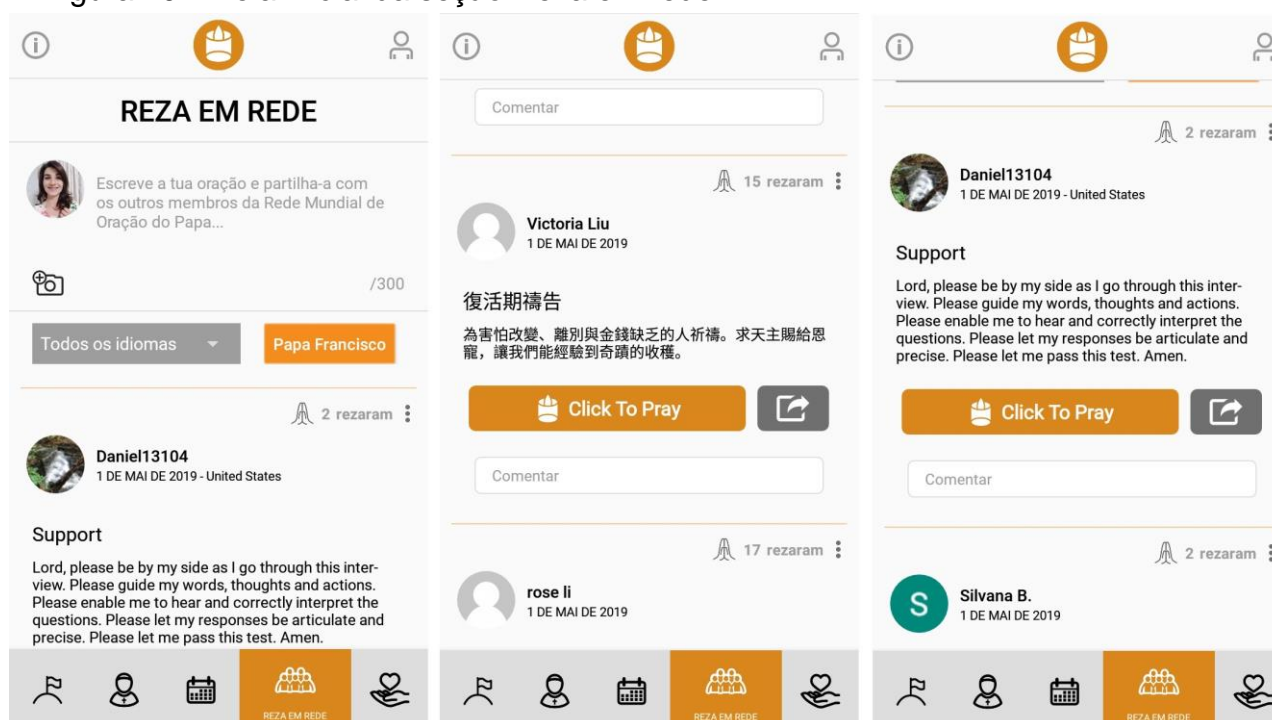 REZA EM REDE
Escreve a tua oração e partilha-a com
os outros membros da Rede Mundial de
Oração do Papa...
/300
Todos os idiomas
Papa Francisco
2 rezaram
Daniel13104
1 DE MAI DE 2019 - United States
Support
Lord, please be by my side as I go through this inter-
view. Please guide my words, thoughts and actions.
Please enable me to hear and correctly interpret the
questions. Please let my responses be articulate and
precise. Please let me pass this test. Amen.
REZA EM REDE
Comentar
15 rezaram
Victoria Liu
1 DE MAI DE 2019
復活期禱告
為害怕改變、離別與金錢缺乏的人祈禱。求天主賜給恩
寵，讓我們能經驗到奇蹟的收穫。
Click To Pray
Comentar
17 rezaram
rose li
1 DE MAI DE 2019
REZA EM REDE
2 rezaram
Daniel13104
1 DE MAI DE 2019 - United States
Support
Lord, please be by my side as I go through this inter-
view. Please guide my words, thoughts and actions.
Please enable me to hear and correctly interpret the
questions. Please let my responses be articulate and
precise. Please let me pass this test. Amen.
Click To Pray
Comentar
2 rezaram
S
Silvana B.
1 DE MAI DE 2019
REZA EM REDE